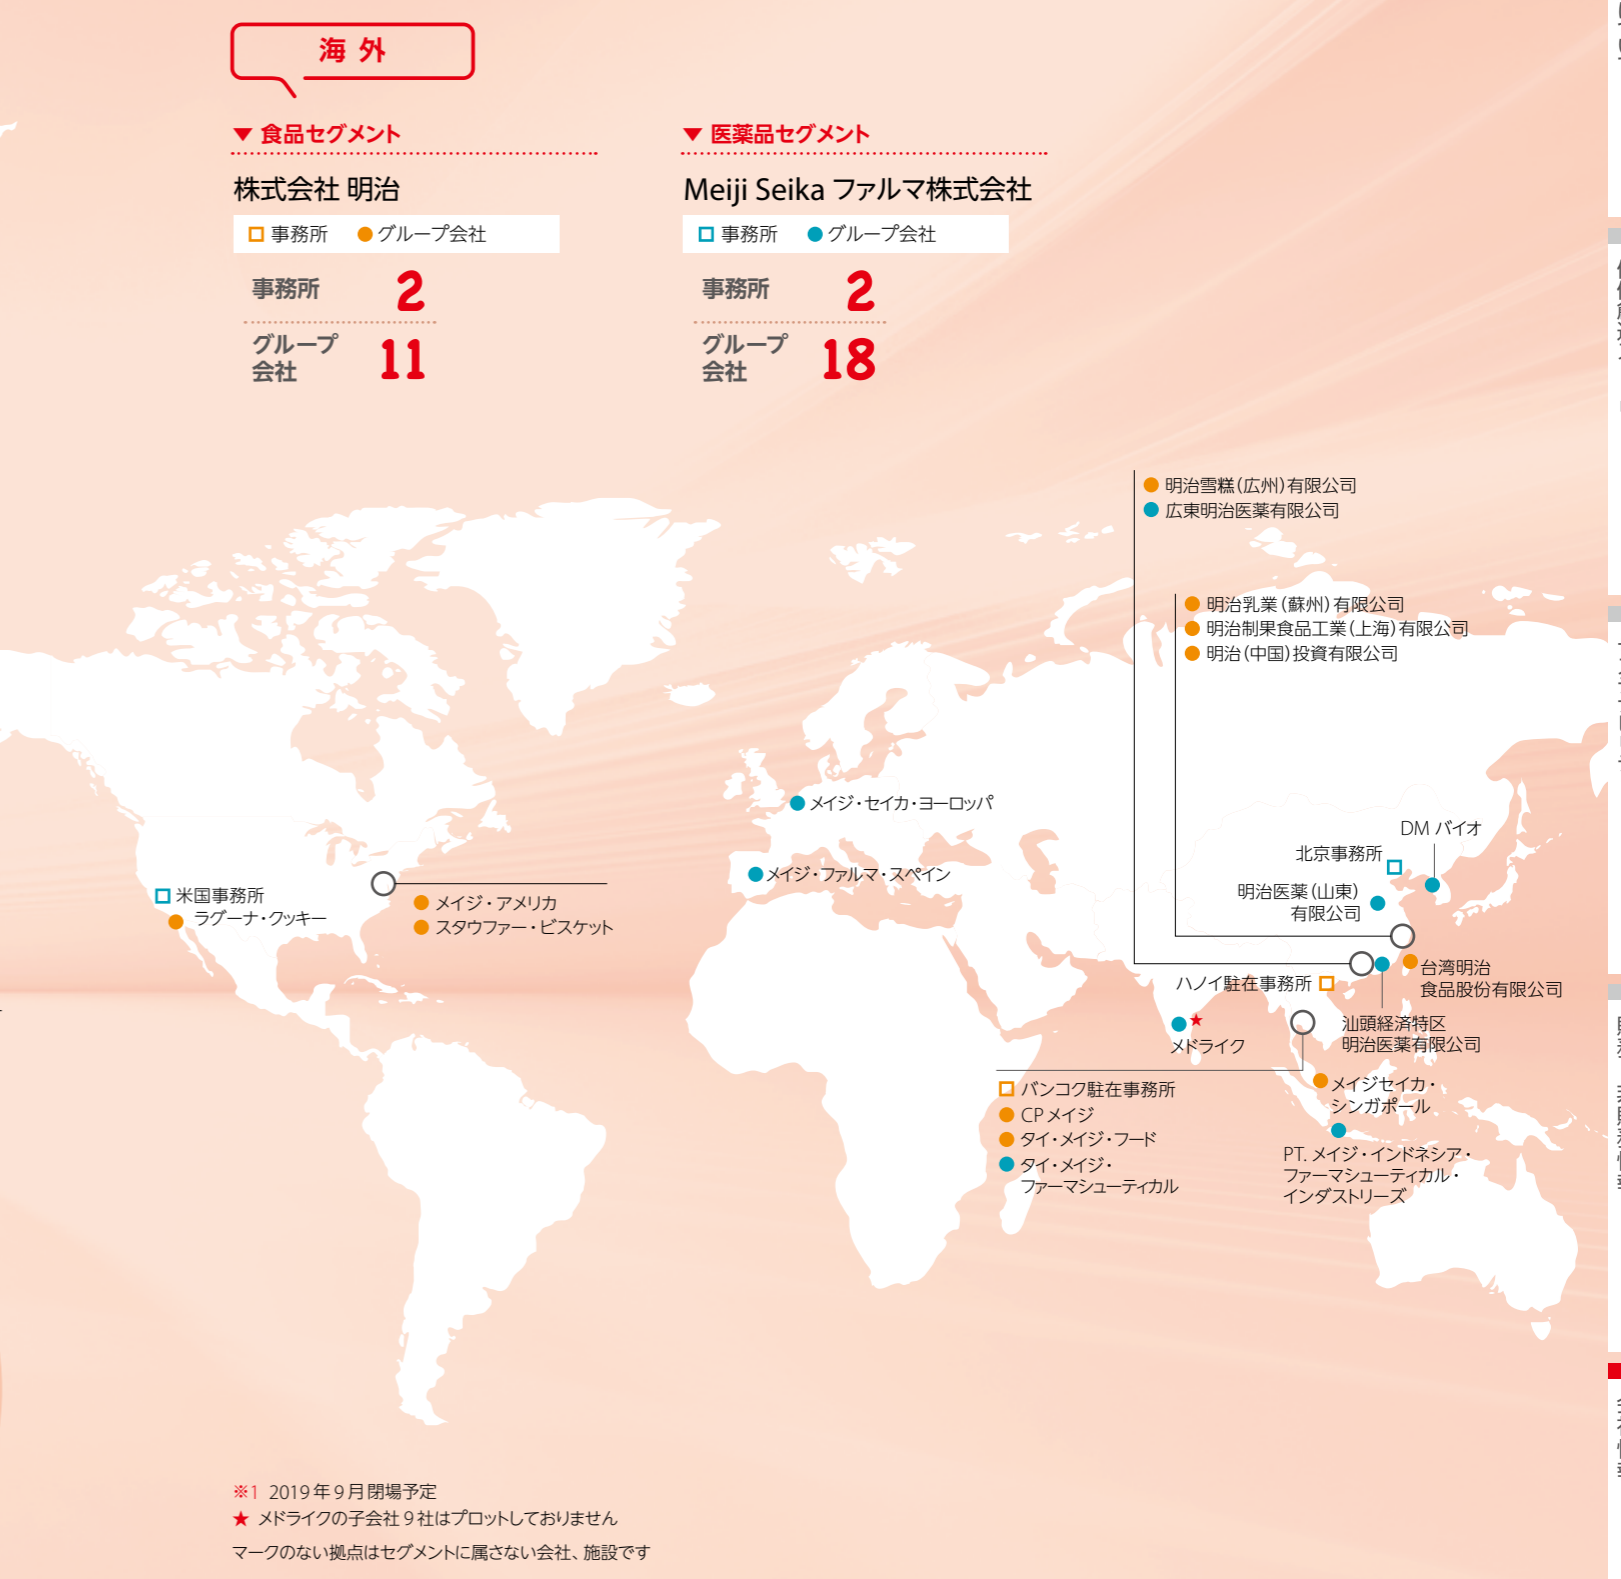 海外
▼ 食品セグメント
株式会社 明治
事務所 グループ会社
事務所 2
グループ
会社 11
▼ 医薬品セグメント
Meiji Seika ファルマ株式会社
事務所 グループ会社
事務所 2
グループ
会社 18
明治雪糕(広州)有限公司
広東明治医薬有限公司
明治乳業(蘇州)有限公司
明治制果食品工業(上海)有限公司
明治(中国)投資有限公司
メイジ・セイカ・ヨーロッパ
メイジ・ファルマ・スペイン
米国事務所
ラグーナ・クッキー
メイジ・アメリカ
スタウファー・ビスケット
DM バイオ
北京事務所
明治医薬(山東)
有限公司
台湾明治
食品股份有限公司
ハノイ駐在事務所
汕頭経済特区
明治医薬有限公司
★
メドライク
バンコク駐在事務所
CP メイジ
タイ・メイジ・フード
タイ・メイジ・
ファーマシューティカル
メイジセイカ・
シンガポール
PT. メイジ・インドネシア・
ファーマシューティカル・
インダストリーズ
※1 2019年9月閉場予定
★ メドライクの子会社9社はプロットしておりません
マークのない拠点はセグメントに属さない会社、施設です